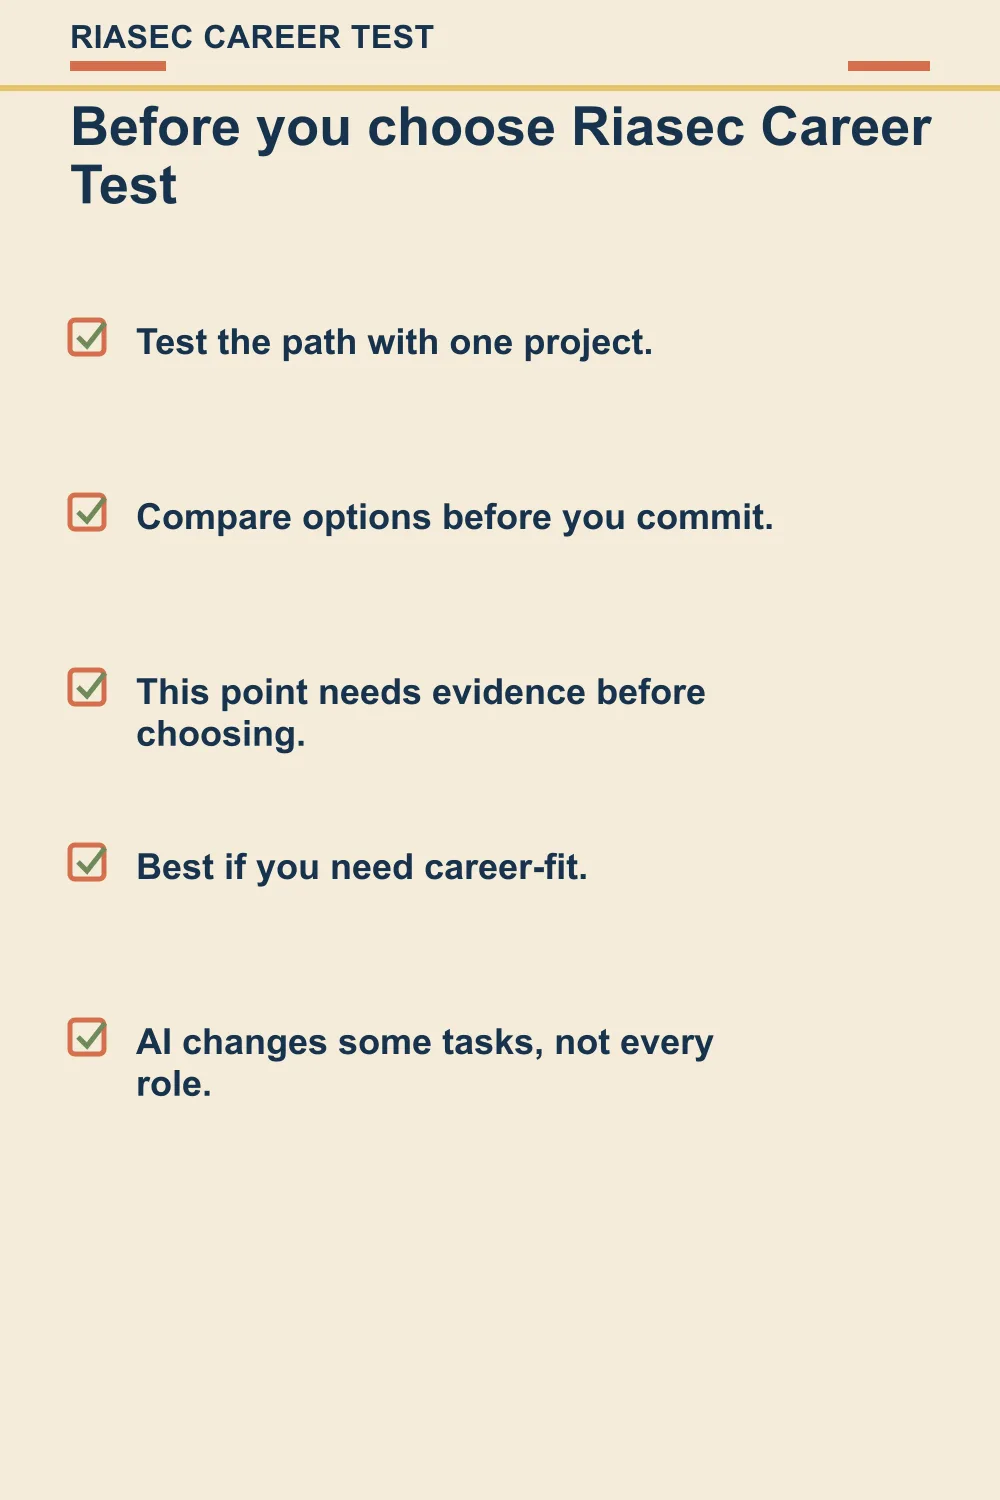 RIASEC CAREER TEST
Before you choose Riasec Career
Test
Test the path with one project.
Compare options before you commit.
This point needs evidence before
choosing.
Best if you need career-fit.
AI changes some tasks, not every
role.